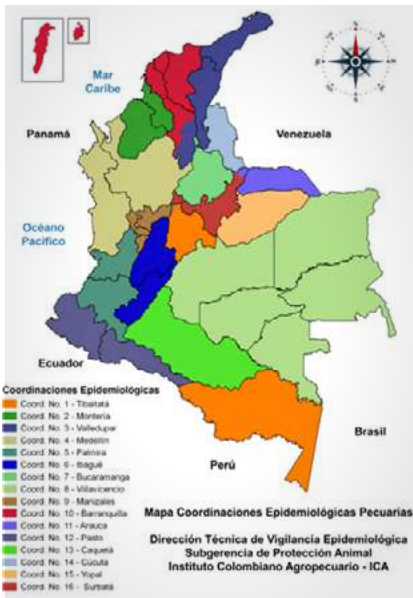 Mar
Caribe
Panamá
Venezuela
Océano
Pacífico
Ecuador
Coordinaciones Epidemiológicas
Coord. No. 1 - Tibaitatá
Coord. No. 2 - Montería
Coord. No. 3 - Valledupar
Coord. No. 4 - Medellín
Coord. No. 5 - Palmira
Coord. No. 6 - Ibagué
Coord. No. 7 - Bucaramanga
Coord. No. 8 - Villavicencio
Coord. No. 9 - Manizales
Coord. No. 10 - Barranquilla
Coord. No. 11 - Arauca
Coord. No. 12 - Pasto
Coord. No. 13 - Caquetá
Coord. No. 14 - Cúcuta
Coord. No. 15 - Yopal
Coord. No. 16 - Surbatá
Brasil
Perú
Mapa Coordinaciones Epidemiológicas Pecuarias
Dirección Técnica de Vigilancia Epidemiológica
Subgerencia de Protección Animal
Instituto Colombiano Agropecuario - ICA